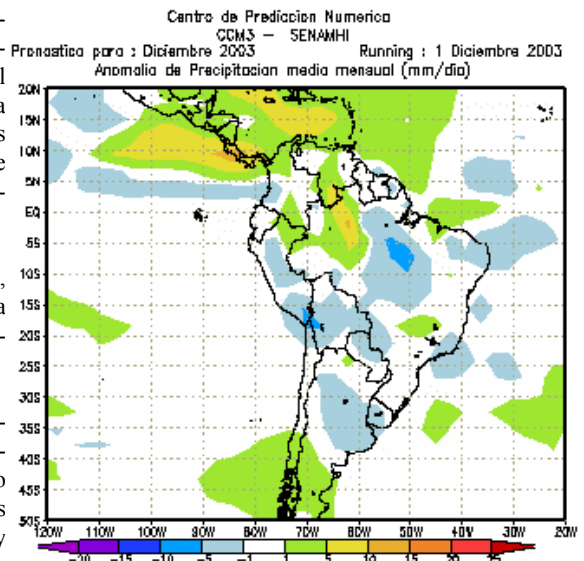 Centro de Prediccion Numerica
CCM3 – SENAMHI
Pronostico para : Diciembre 2003 Running : 1 Diciembre 2003
Anomalia de Precipitacion media mensual (mm/dia)
20N
15N
10N
5N
EQ
5S
10S
15S
20S
25S
30S
35S
40S
45S
50S
120W 110W 100W 90W 80W 70W 60W 50W 40W 30W 20W
-20 -15 -10 -5 -1 1 5 10 15 20 25